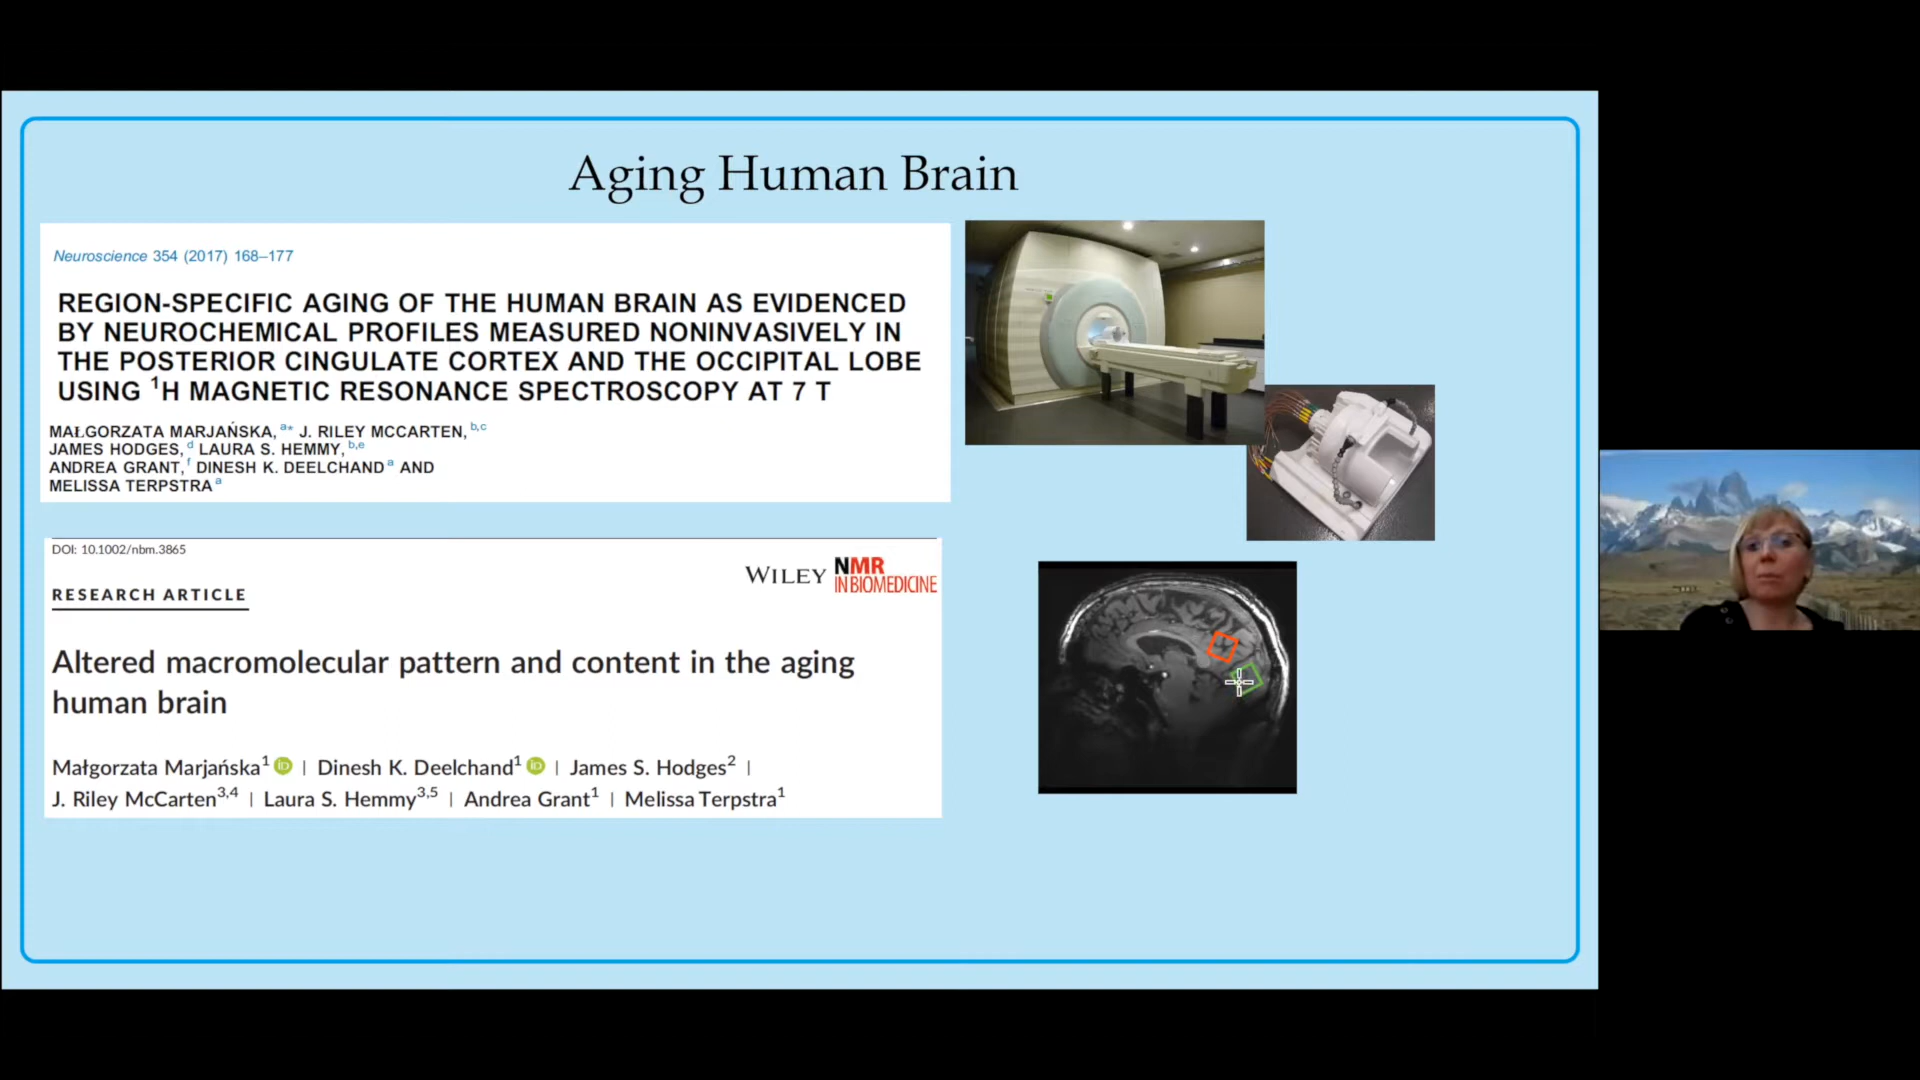 Aging Human Brain
Neuroscience 354 (2017) 168–177
REGION-SPECIFIC AGING OF THE HUMAN BRAIN AS EVIDENCED
BY NEUROCHEMICAL PROFILES MEASURED NONINVASIVELY IN
THE POSTERIOR CINGULATE CORTEX AND THE OCCIPITAL LOBE
USING ¹H MAGNETIC RESONANCE SPECTROSCOPY AT 7 T
MAŁGORZATA MARJAŃSKA, a* J. RILEY MCCARTEN, b,c
JAMES HODGES, d LAURA S. HEMMY, b,e
ANDREA GRANT, f DINESH K. DEELCHAND a AND
MELISSA TERPSTRA a
DOI: 10.1002/nbm.3865
WILEY NMR
IN BIOMEDICINE
RESEARCH ARTICLE
Altered macromolecular pattern and content in the aging
human brain
Małgorzata Marjańska¹ iD | Dinesh K. Deelchand¹ iD | James S. Hodges² |
J. Riley McCarten³,⁴ | Laura S. Hemmy³,⁵ | Andrea Grant¹ | Melissa Terpstra¹